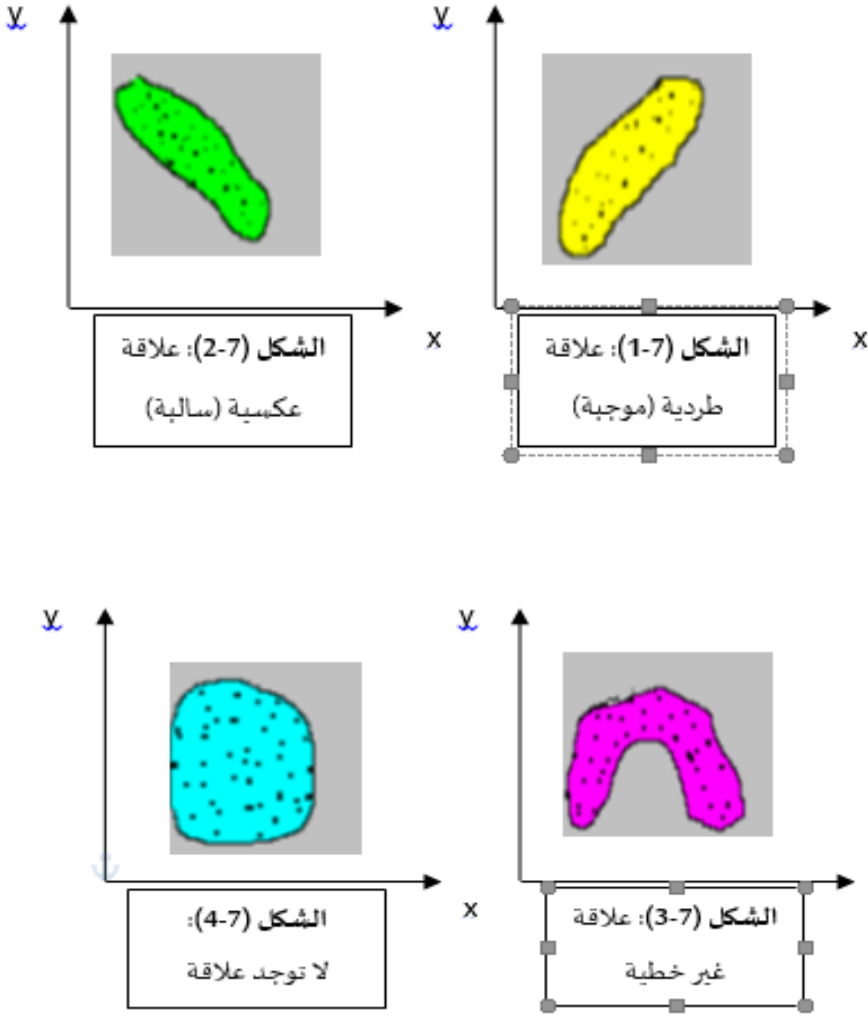 y
y
x
x
الشكل (7-1): علاقة
طردية (موجبة)
الشكل (7-2): علاقة
عكسية (سالبة)
y
y
x
الشكل (7-3): علاقة
غير خطية
الشكل (7-4):
لا توجد علاقة